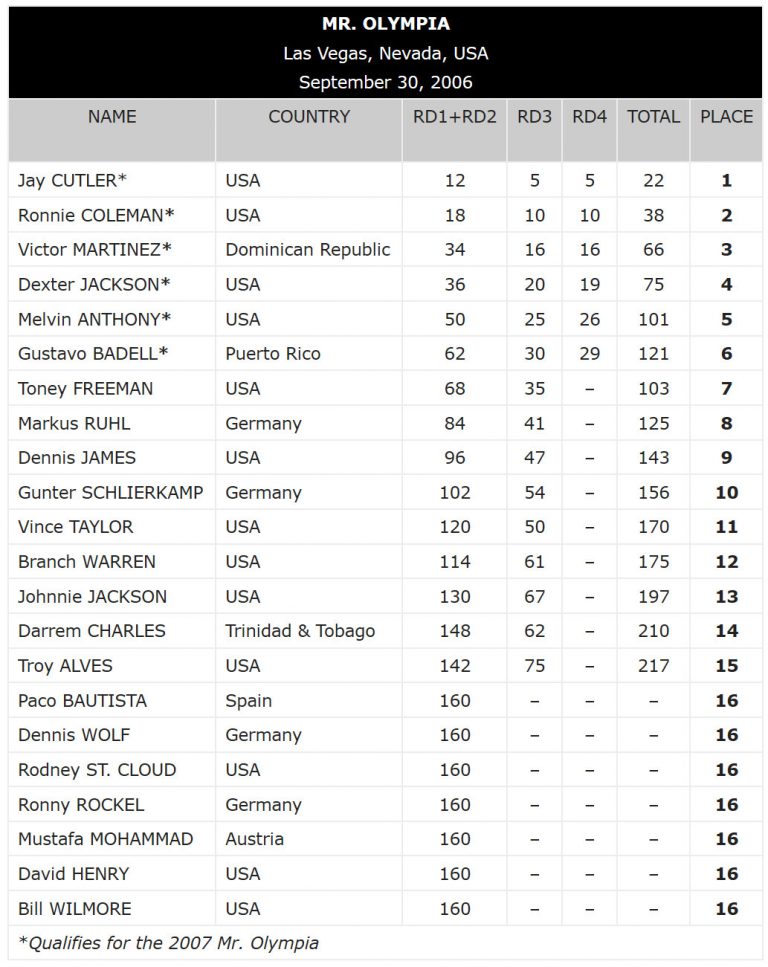 MR. OLYMPIA
Las Vegas, Nevada, USA
September 30, 2006
NAME COUNTRY RD1+RD2 RD3 RD4 TOTAL PLACE
Jay CUTLER* USA 12 5 5 22 1
Ronnie COLEMAN* USA 18 10 10 38 2
Victor MARTINEZ* Dominican Republic 34 16 16 66 3
Dexter JACKSON* USA 36 20 19 75 4
Melvin ANTHONY* USA 50 25 26 101 5
Gustavo BADELL* Puerto Rico 62 30 29 121 6
Toney FREEMAN USA 68 35 – 103 7
Markus RUHL Germany 84 41 – 125 8
Dennis JAMES USA 96 47 – 143 9
Gunter SCHLIERKAMP Germany 102 54 – 156 10
Vince TAYLOR USA 120 50 – 170 11
Branch WARREN USA 114 61 – 175 12
Johnnie JACKSON USA 130 67 – 197 13
Darrem CHARLES Trinidad & Tobago 148 62 – 210 14
Troy ALVES USA 142 75 – 217 15
Paco BAUTISTA Spain 160 – – – 16
Dennis WOLF Germany 160 – – – 16
Rodney ST. CLOUD USA 160 – – – 16
Ronny ROCKEL Germany 160 – – – 16
Mustafa MOHAMMAD Austria 160 – – – 16
David HENRY USA 160 – – – 16
Bill WILMORE USA 160 – – – 16
*Qualifies for the 2007 Mr. Olympia